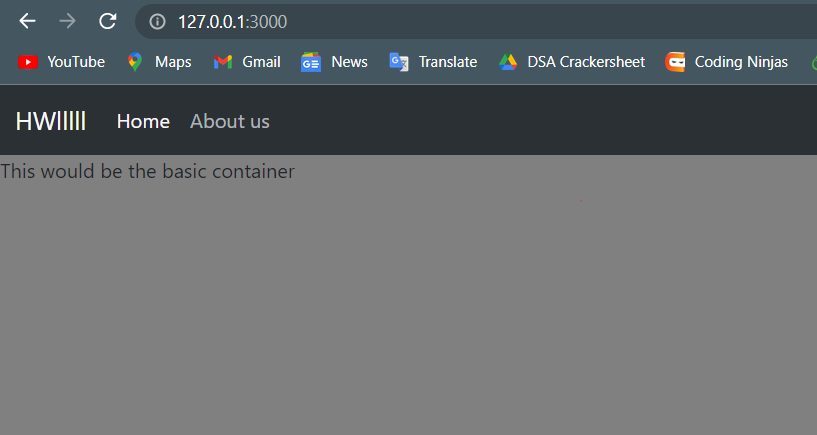 127.0.0.1:3000
YouTube Maps Gmail News Translate DSA Crackersheet Coding Ninjas
HWlllll Home About us
This would be the basic container